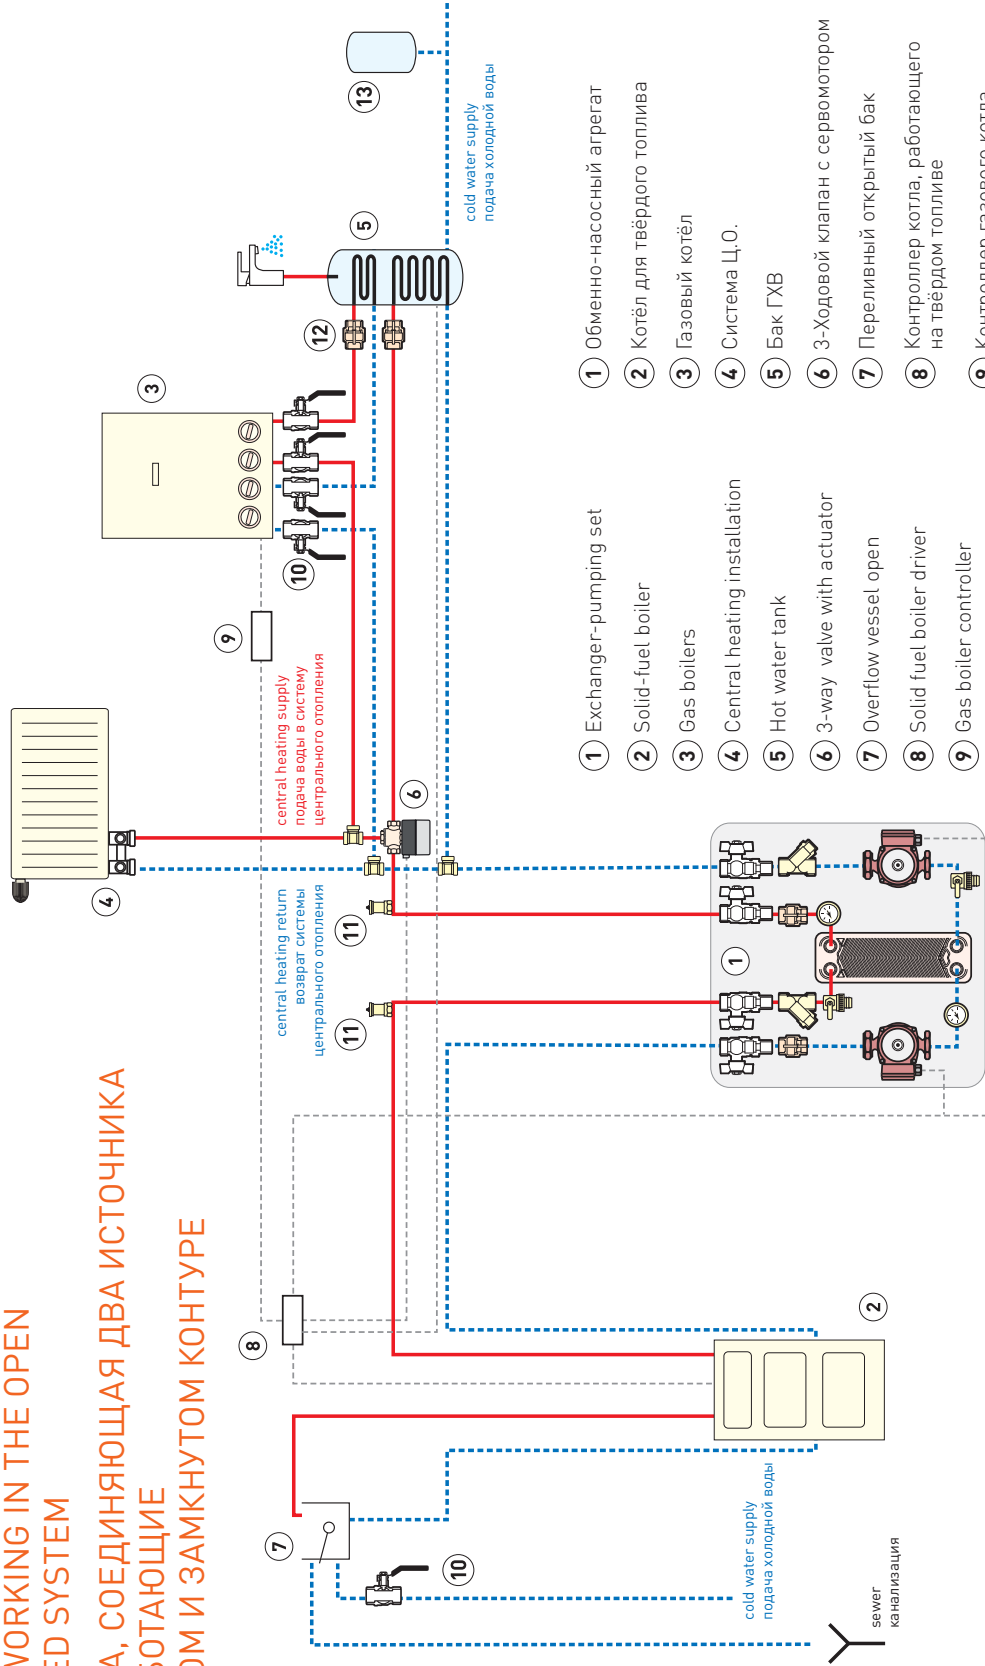 WORKING IN THE OPEN
ED SYSTEM
А, СОЕДИНЯЮЩАЯ ДВА ИСТОЧНИКА
БОТАЮЩИЕ
ОМ И ЗАМКНУТОМ КОНТУРЕ
4
3
13
5
12
10
9
6
11
11
8
7
10
2
1
central heating supply
подача воды в систему
центрального отопления
central heating return
возврат системы
центрального отопления
cold water supply
подача холодной воды
cold water supply
подача холодной воды
sewer
канализация
1 Exchanger-pumping set
2 Solid-fuel boiler
3 Gas boilers
4 Central heating installation
5 Hot water tank
6 3-way valve with actuator
7 Overflow vessel open
8 Solid fuel boiler driver
9 Gas boiler controller
1 Обменно-насосный агрегат
2 Котёл для твёрдого топлива
3 Газовый котёл
4 Система Ц.О.
5 Бак ГХВ
6 3-Ходовой клапан с сервомотором
7 Переливный открытый бак
8 Контроллер котла, работающего
на твёрдом топливе
9 Контроллер газового котла